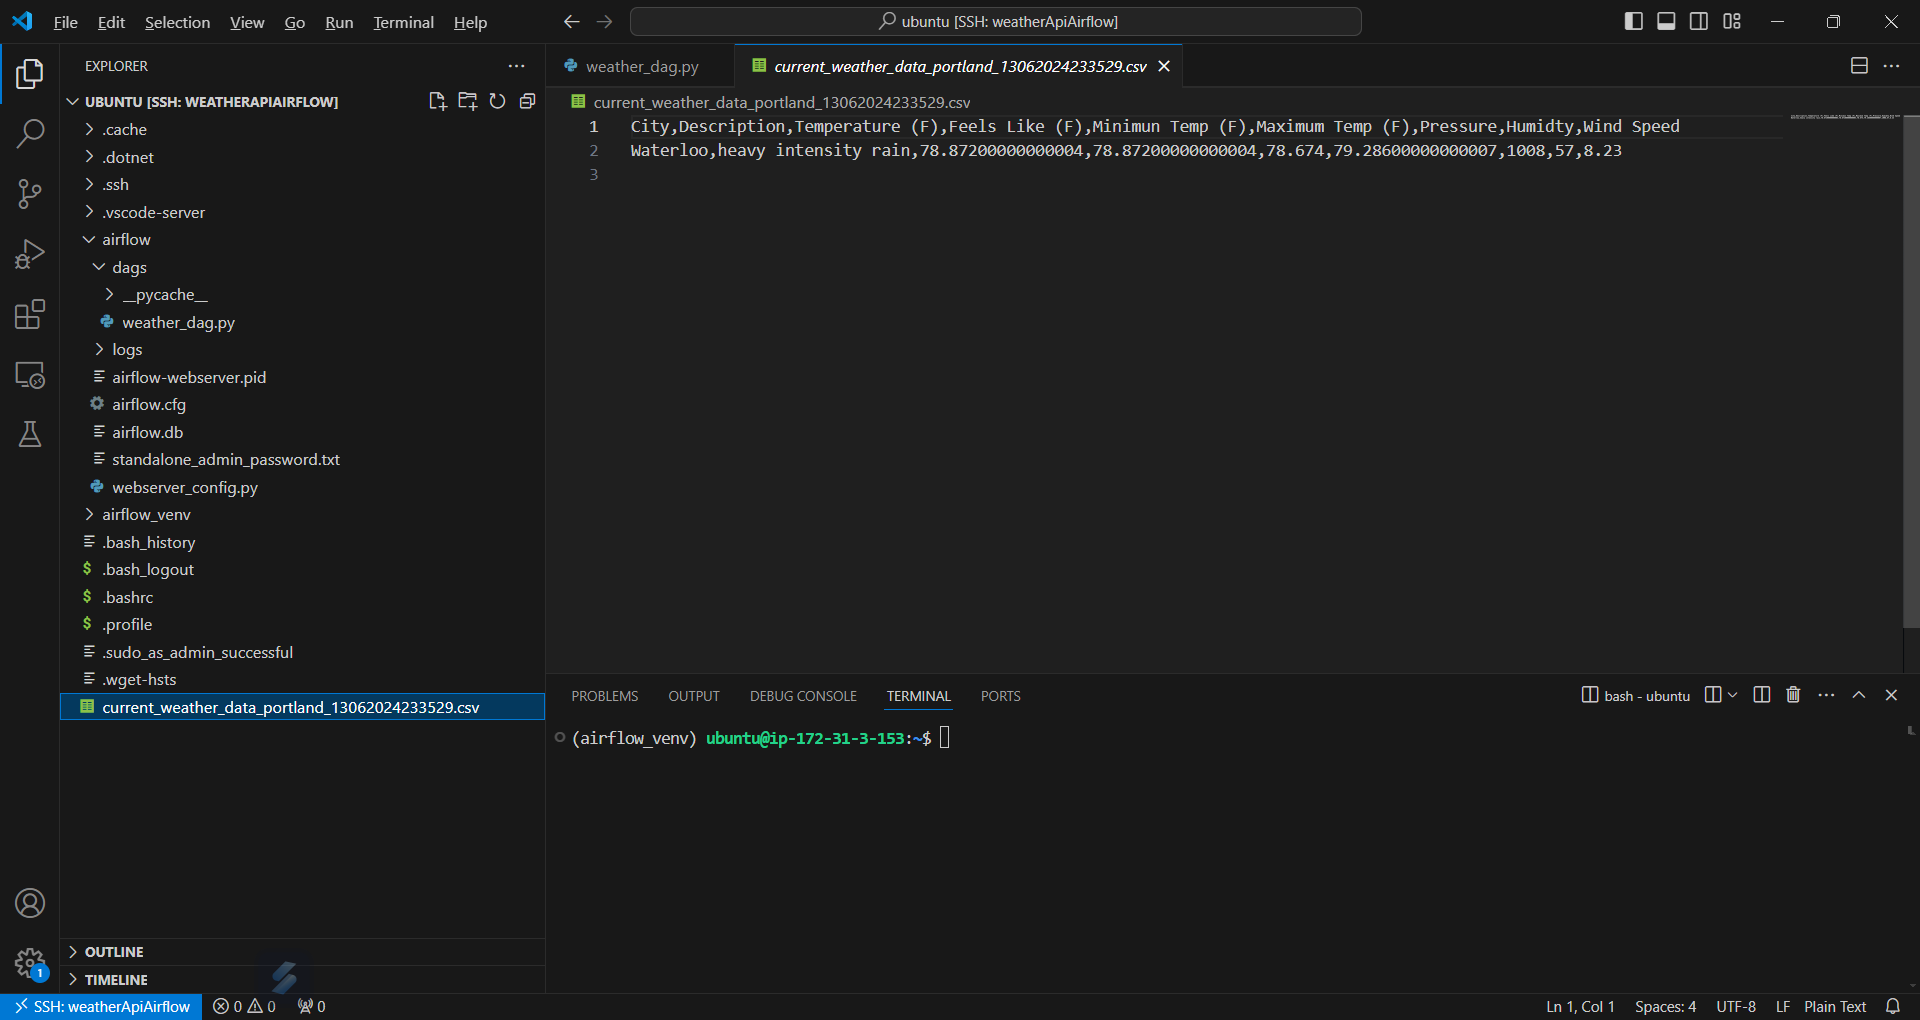 File Edit Selection View Go Run Terminal Help
ubuntu [SSH: weatherApiAirflow]
EXPLORER
UBUNTU [SSH: WEATHERAPIAIRFLOW]
.cache
.dotnet
.ssh
.vscode-server
airflow
dags
__pycache__
weather_dag.py
logs
airflow-webserver.pid
airflow.cfg
airflow.db
standalone_admin_password.txt
webserver_config.py
airflow_venv
.bash_history
$ .bash_logout
$ .bashrc
$ .profile
.sudo_as_admin_successful
.wget-hsts
current_weather_data_portland_13062024233529.csv
OUTLINE
TIMELINE
1
weather_dag.py
current_weather_data_portland_13062024233529.csv
current_weather_data_portland_13062024233529.csv
1 City,Description,Temperature (F),Feels Like (F),Minimun Temp (F),Maximum Temp (F),Pressure,Humidty,Wind Speed
2 Waterloo,heavy intensity rain,78.87200000000004,78.87200000000004,78.674,79.28600000000007,1008,57,8.23
3
PROBLEMS OUTPUT DEBUG CONSOLE TERMINAL PORTS
bash - ubuntu
(airflow_venv) ubuntu@ip-172-31-3-153:~$
SSH: weatherApiAirflow 0 0 0
Ln 1, Col 1 Spaces: 4 UTF-8 LF Plain Text